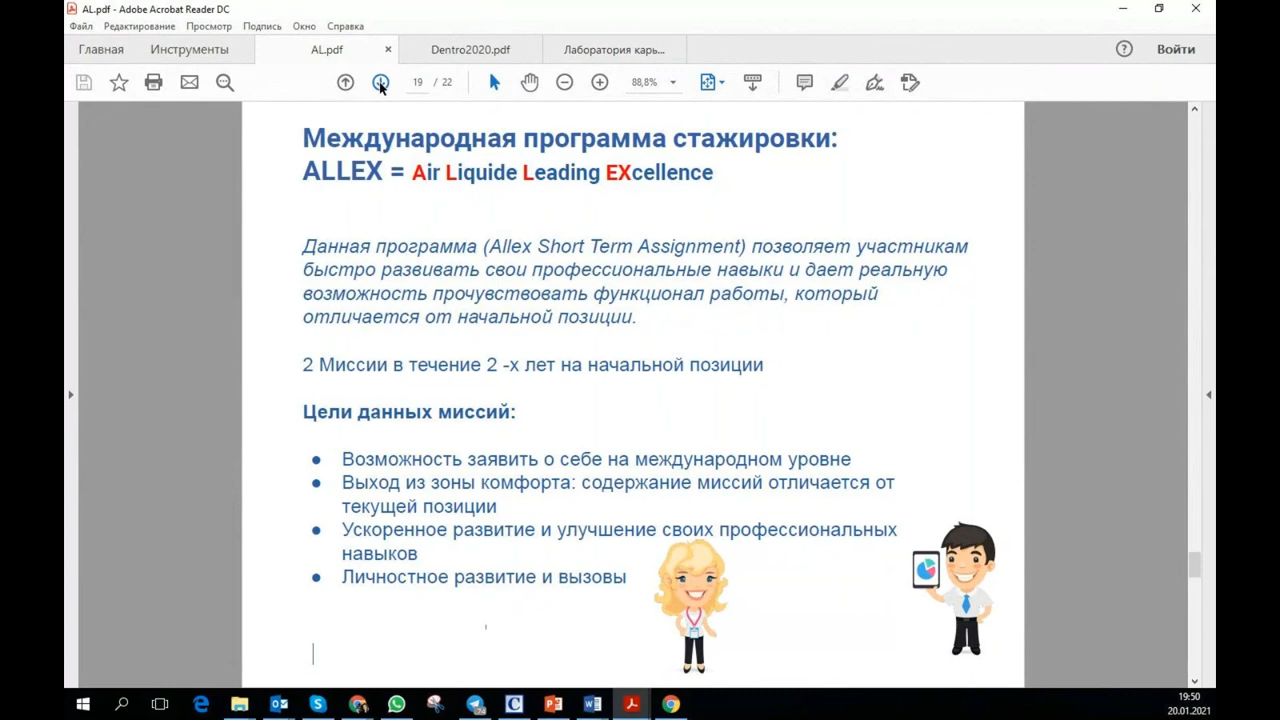 AL.pdf - Adobe Acrobat Reader DC
Файл Редактирование Просмотр Подпись Окно Справка
Главная Инструменты AL.pdf Dentro2020.pdf Лаборатория карь... Войти
19 / 22 88,8%
Международная программа стажировки:
ALLEX = Air Liquide Leading EXcellence
Данная программа (Allex Short Term Assignment) позволяет участникам
быстро развивать свои профессиональные навыки и дает реальную
возможность прочувствовать функционал работы, который
отличается от начальной позиции.
2 Миссии в течение 2 -х лет на начальной позиции
Цели данных миссий:
● Возможность заявить о себе на международном уровне
● Выход из зоны комфорта: содержание миссий отличается от
текущей позиции
● Ускоренное развитие и улучшение своих профессиональных
навыков
● Личностное развитие и вызовы
19:50
20.01.2021